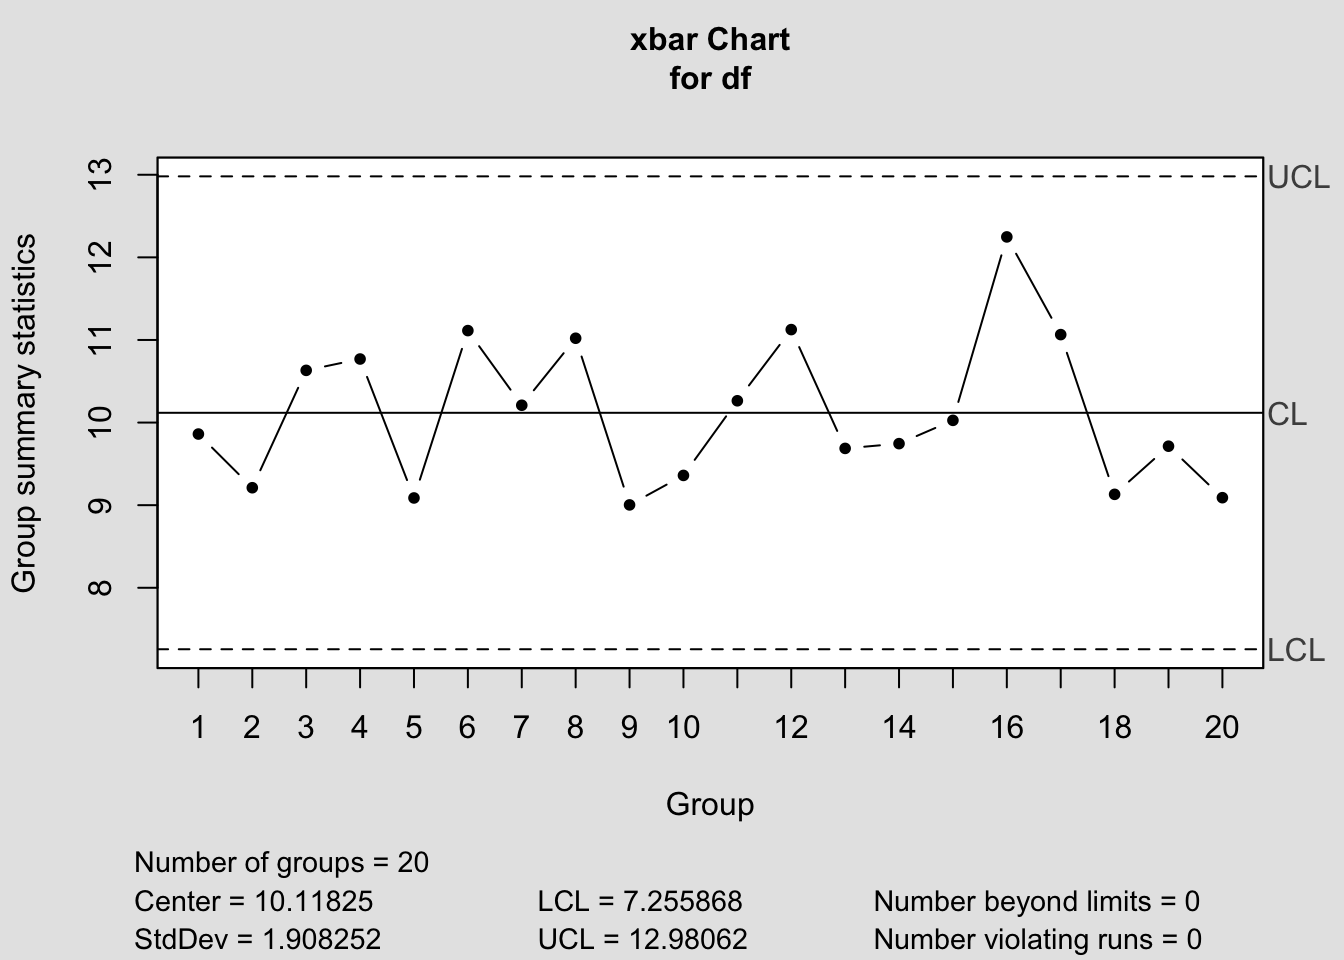 xbar Chart
for df
Group summary statistics
13
12
11
10
9
8
UCL
CL
LCL
1 2 3 4 5 6 7 8 9 10 12 14 16 18 20
Group
Number of groups = 20
Center = 10.11825 LCL = 7.255868 Number beyond limits = 0
StdDev = 1.908252 UCL = 12.98062 Number violating runs = 0